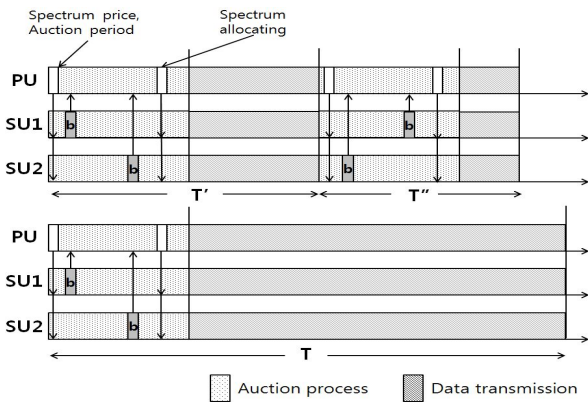 Spectrum price,
Auction period
Spectrum
allocating
PU
SU1
b
b
SU2
b
b
T'
T"
PU
SU1
b
SU2
b
T
Auction process
Data transmission